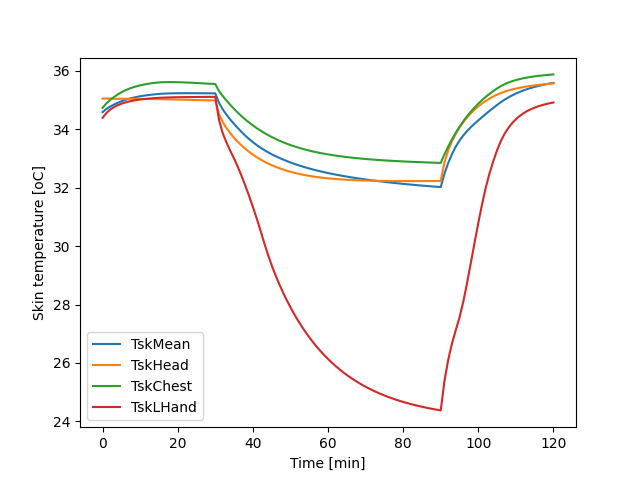 36
34
32
30
28
26
24
Skin temperature [oC]
TskMean
TskHead
TskChest
TskLHand
0 20 40 60 80 100 120
Time [min]